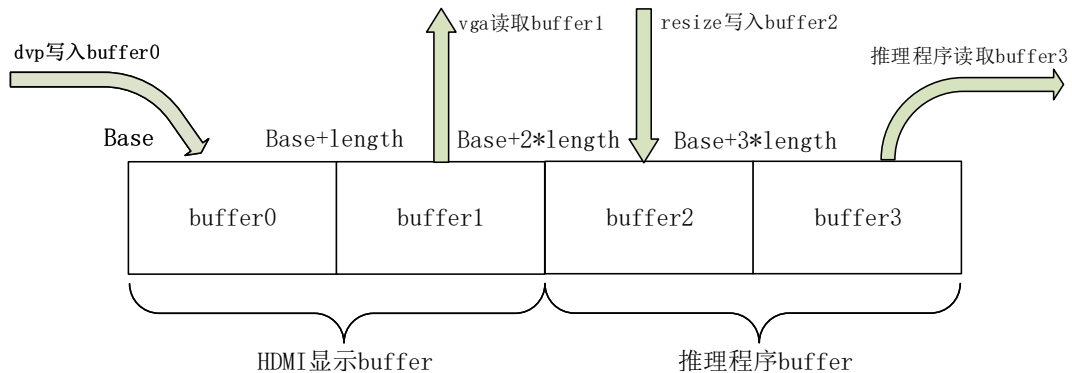 vga读取buffer1
resize写入buffer2
dvp写入buffer0
推理程序读取buffer3
Base
Base+length
Base+2*length
Base+3*length
buffer0
buffer1
buffer2
buffer3
HDMI显示buffer
推理程序buffer